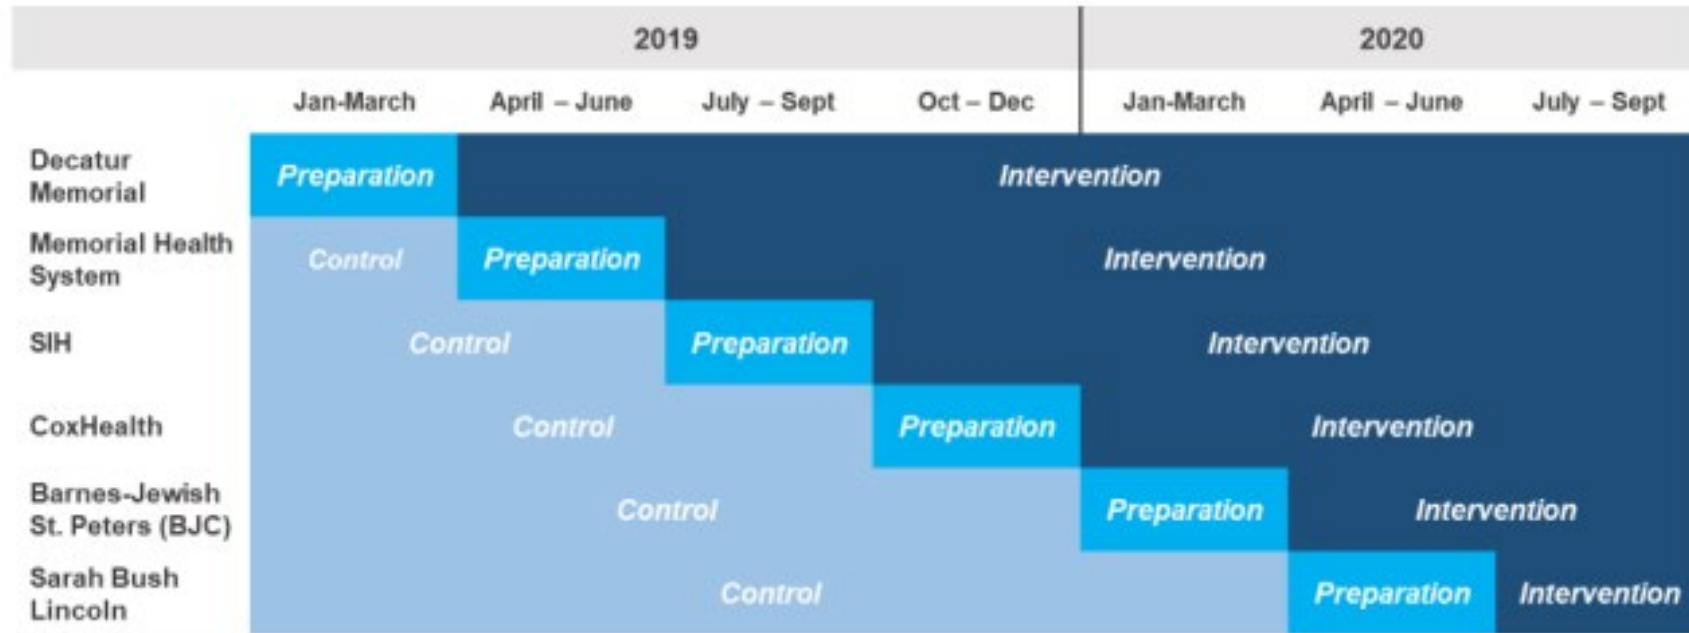 2019 2020
Jan-March April – June July – Sept Oct – Dec Jan-March April – June July – Sept
Decatur
Memorial
Preparation Intervention
Memorial Health
System
Control Preparation Intervention
SIH Control Preparation Intervention
CoxHealth Control Preparation Intervention
Barnes-Jewish
St. Peters (BJC)
Control Preparation Intervention
Sarah Bush
Lincoln
Control Preparation Intervention